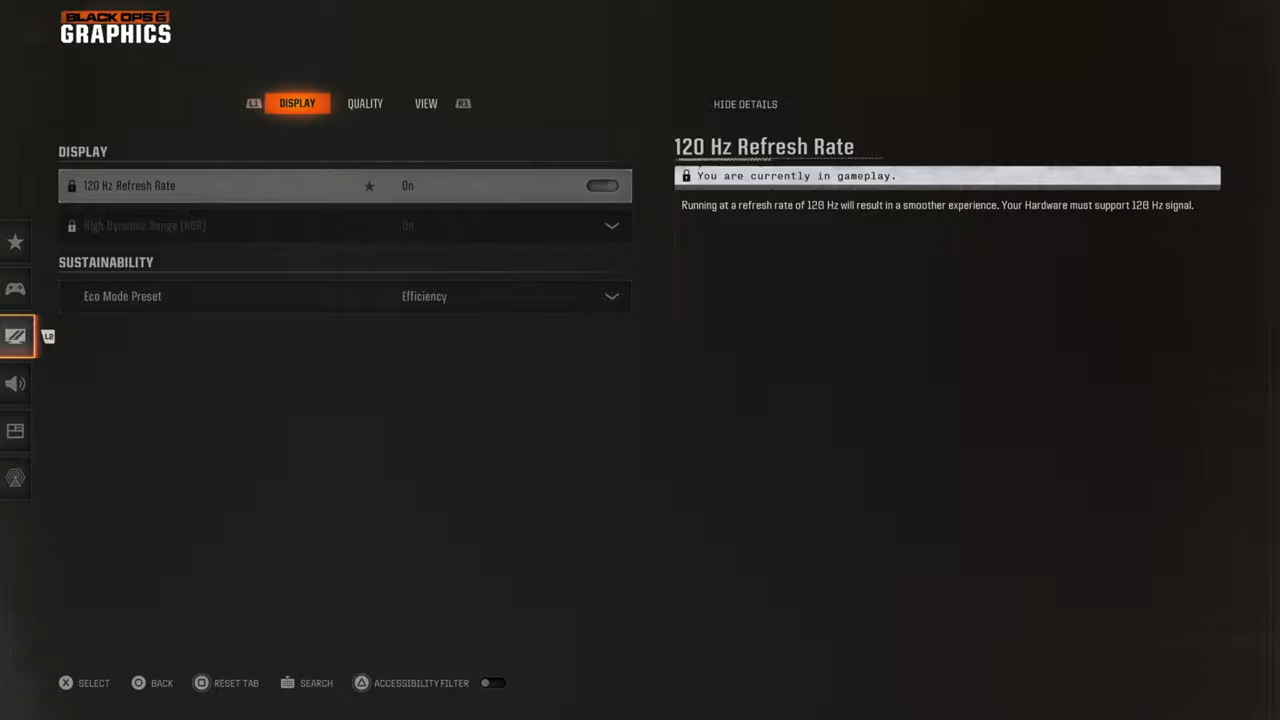 BLACK OPS 6
GRAPHICS
L1 DISPLAY QUALITY VIEW R1
HIDE DETAILS
DISPLAY
120 Hz Refresh Rate On
High Dynamic Range (HDR) On
SUSTAINABILITY
Eco Mode Preset Efficiency
L2
120 Hz Refresh Rate
You are currently in gameplay.
Running at a refresh rate of 120 Hz will result in a smoother experience. Your Hardware must support 120 Hz signal.
SELECT BACK RESET TAB SEARCH ACCESSIBILITY FILTER